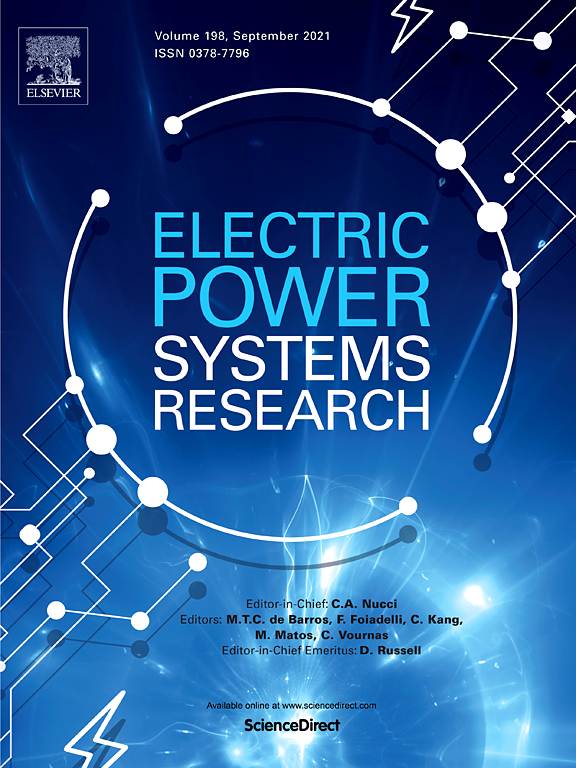 Volume 198, September 2021
ISSN 0378-7796
ELSEVIER
ELECTRIC
POWER
SYSTEMS
RESEARCH
Editor-in-Chief: C.A. Nucci
Editors: M.T.C. de Barros, F. Foiadelli, C. Kang,
M. Matos, C. Vournas
Editor-in-Chief Emeritus: D. Russell
Available online at www.sciencedirect.com
ScienceDirect